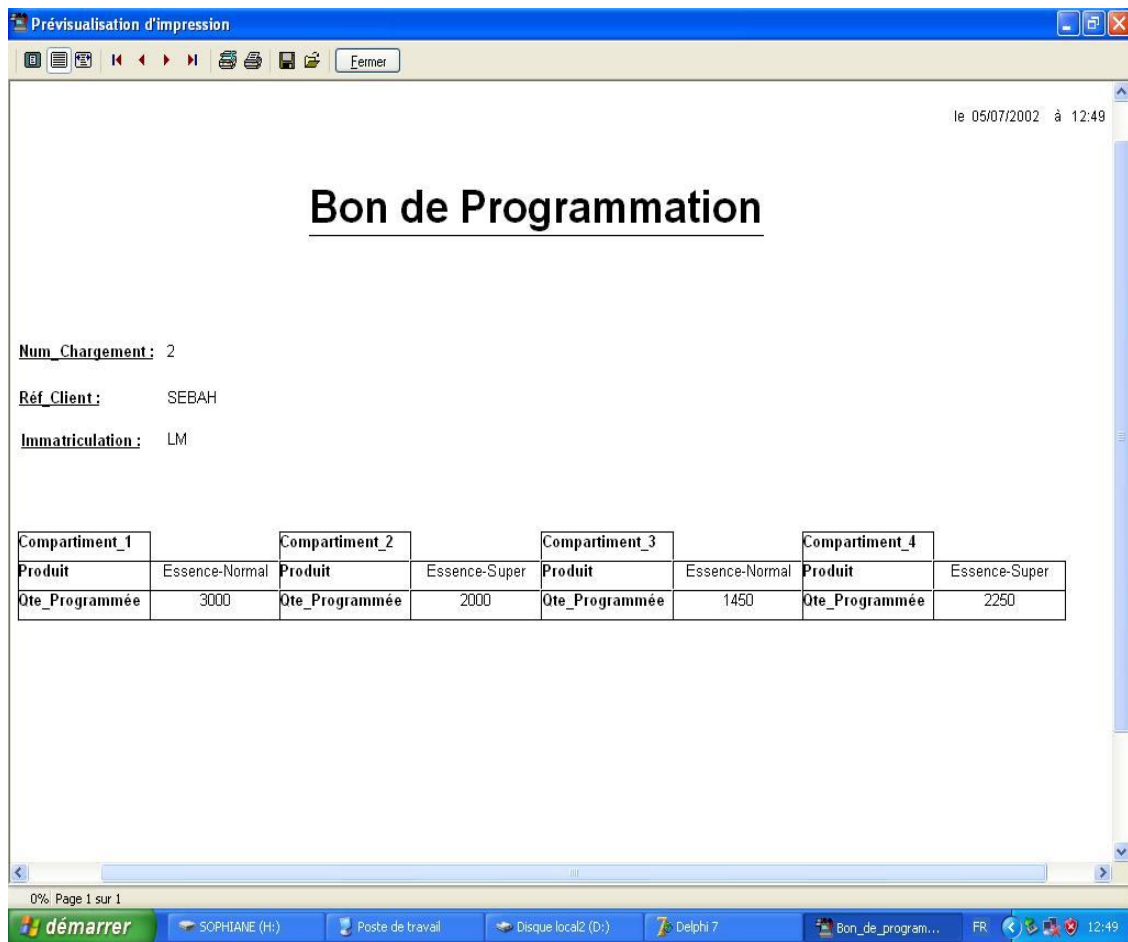 Prévisualisation d'impression
Fermer
le 05/07/2002 à 12:49
Bon de Programmation
Num_Chargement : 2
Réf_Client : SEBAH
Immatriculation : LM
Compartiment_1 Compartiment_2 Compartiment_3 Compartiment_4
Produit Essence-Normal Produit Essence-Super Produit Essence-Normal Produit Essence-Super
Qte_Programmée 3000 Qte_Programmée 2000 Qte_Programmée 1450 Qte_Programmée 2250
0% Page 1 sur 1
démarrer SOPHIANE (H:) Poste de travail Disque local2 (D:) Delphi 7 Bon_de_program... FR 12:49